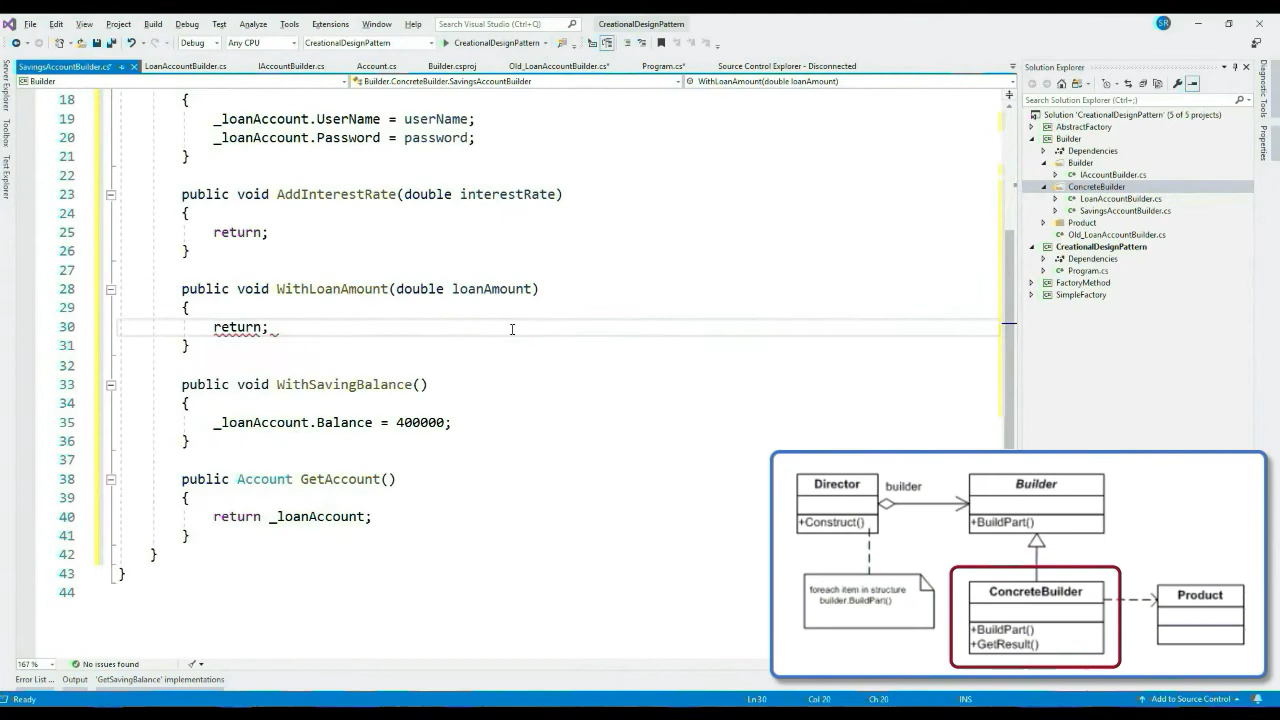 File Edit View Project Build Debug Test Analyze Tools Extensions Window Help Search Visual Studio (Ctrl+Q) CreationalDesignPattern SR
Debug Any CPU CreationalDesignPattern CreationalDesignPattern
SavingsAccountBuilder.cs* LoanAccountBuilder.cs* IAccountBuilder.cs* Account.cs* Builder.csproj Old_LoanAccountBuilder.cs* Program.cs* Source Control Explorer - Disconnected
Builder Builder.ConcreteBuilder.SavingsAccountBuilder WithLoanAmount(double loanAmount)
Server Explorer
Toolbox
Test Explorer
18 {
19 _loanAccount.UserName = userName;
20 _loanAccount.Password = password;
21 }
22
23 public void AddInterestRate(double interestRate)
24 {
25 return;
26 }
27
28 public void WithLoanAmount(double loanAmount)
29 {
30 return;
31 }
32
33 public void WithSavingBalance()
34 {
35 _loanAccount.Balance = 400000;
36 }
37
38 public Account GetAccount()
39 {
40 return _loanAccount;
41 }
42 }
43 }
44
Solution Explorer
Search Solution Explorer (Ctrl+;)
Solution 'CreationalDesignPattern' (5 of 5 projects)
AbstractFactory
Builder
Dependencies
Builder
IAccountBuilder.cs
ConcreteBuilder
LoanAccountBuilder.cs
SavingsAccountBuilder.cs
Product
Old_LoanAccountBuilder.cs
CreationalDesignPattern
Dependencies
Program.cs
FactoryMethod
SimpleFactory
Diagnostic Tools
Properties
Director
+Construct()
builder
Builder
+BuildPart()
foreach item in structure
builder.BuildPart()
ConcreteBuilder
+BuildPart()
+GetResult()
Product
167 % No issues found
Error List ... Output 'GetSavingBalance' implementations
Ready Ln 30 Col 20 Ch 20 INS Add to Source Control